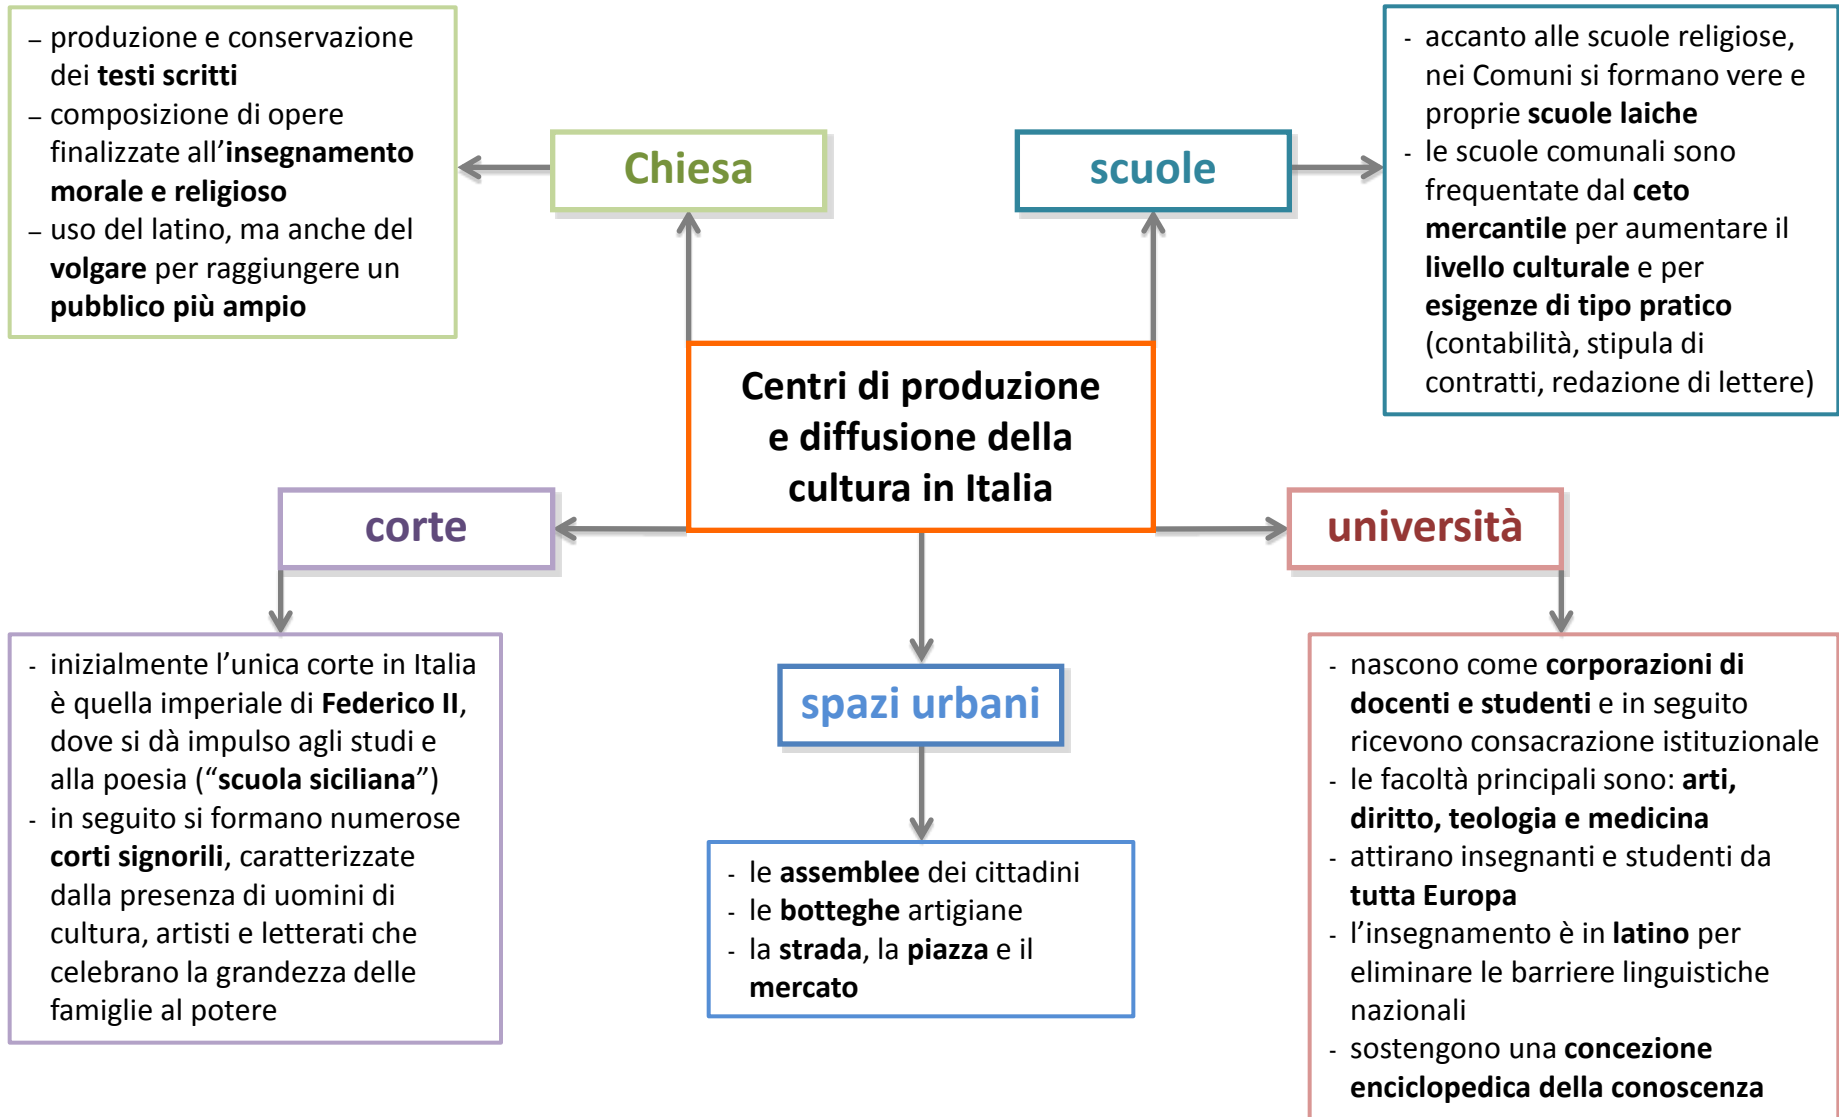 – produzione e conservazione
dei testi scritti
– composizione di opere
finalizzate all’insegnamento
morale e religioso
– uso del latino, ma anche del
volgare per raggiungere un
pubblico più ampio
Chiesa
scuole
- accanto alle scuole religiose,
nei Comuni si formano vere e
proprie scuole laiche
- le scuole comunali sono
frequentate dal ceto
mercantile per aumentare il
livello culturale e per
esigenze di tipo pratico
(contabilità, stipula di
contratti, redazione di lettere)
Centri di produzione
e diffusione della
cultura in Italia
corte
università
- inizialmente l’unica corte in Italia
è quella imperiale di Federico II,
dove si dà impulso agli studi e
alla poesia (“scuola siciliana”)
- in seguito si formano numerose
corti signorili, caratterizzate
dalla presenza di uomini di
cultura, artisti e letterati che
celebrano la grandezza delle
famiglie al potere
spazi urbani
- le assemblee dei cittadini
- le botteghe artigiane
- la strada, la piazza e il
mercato
- nascono come corporazioni di
docenti e studenti e in seguito
ricevono consacrazione istituzionale
- le facoltà principali sono: arti,
diritto, teologia e medicina
- attirano insegnanti e studenti da
tutta Europa
- l’insegnamento è in latino per
eliminare le barriere linguistiche
nazionali
- sostengono una concezione
enciclopedica della conoscenza